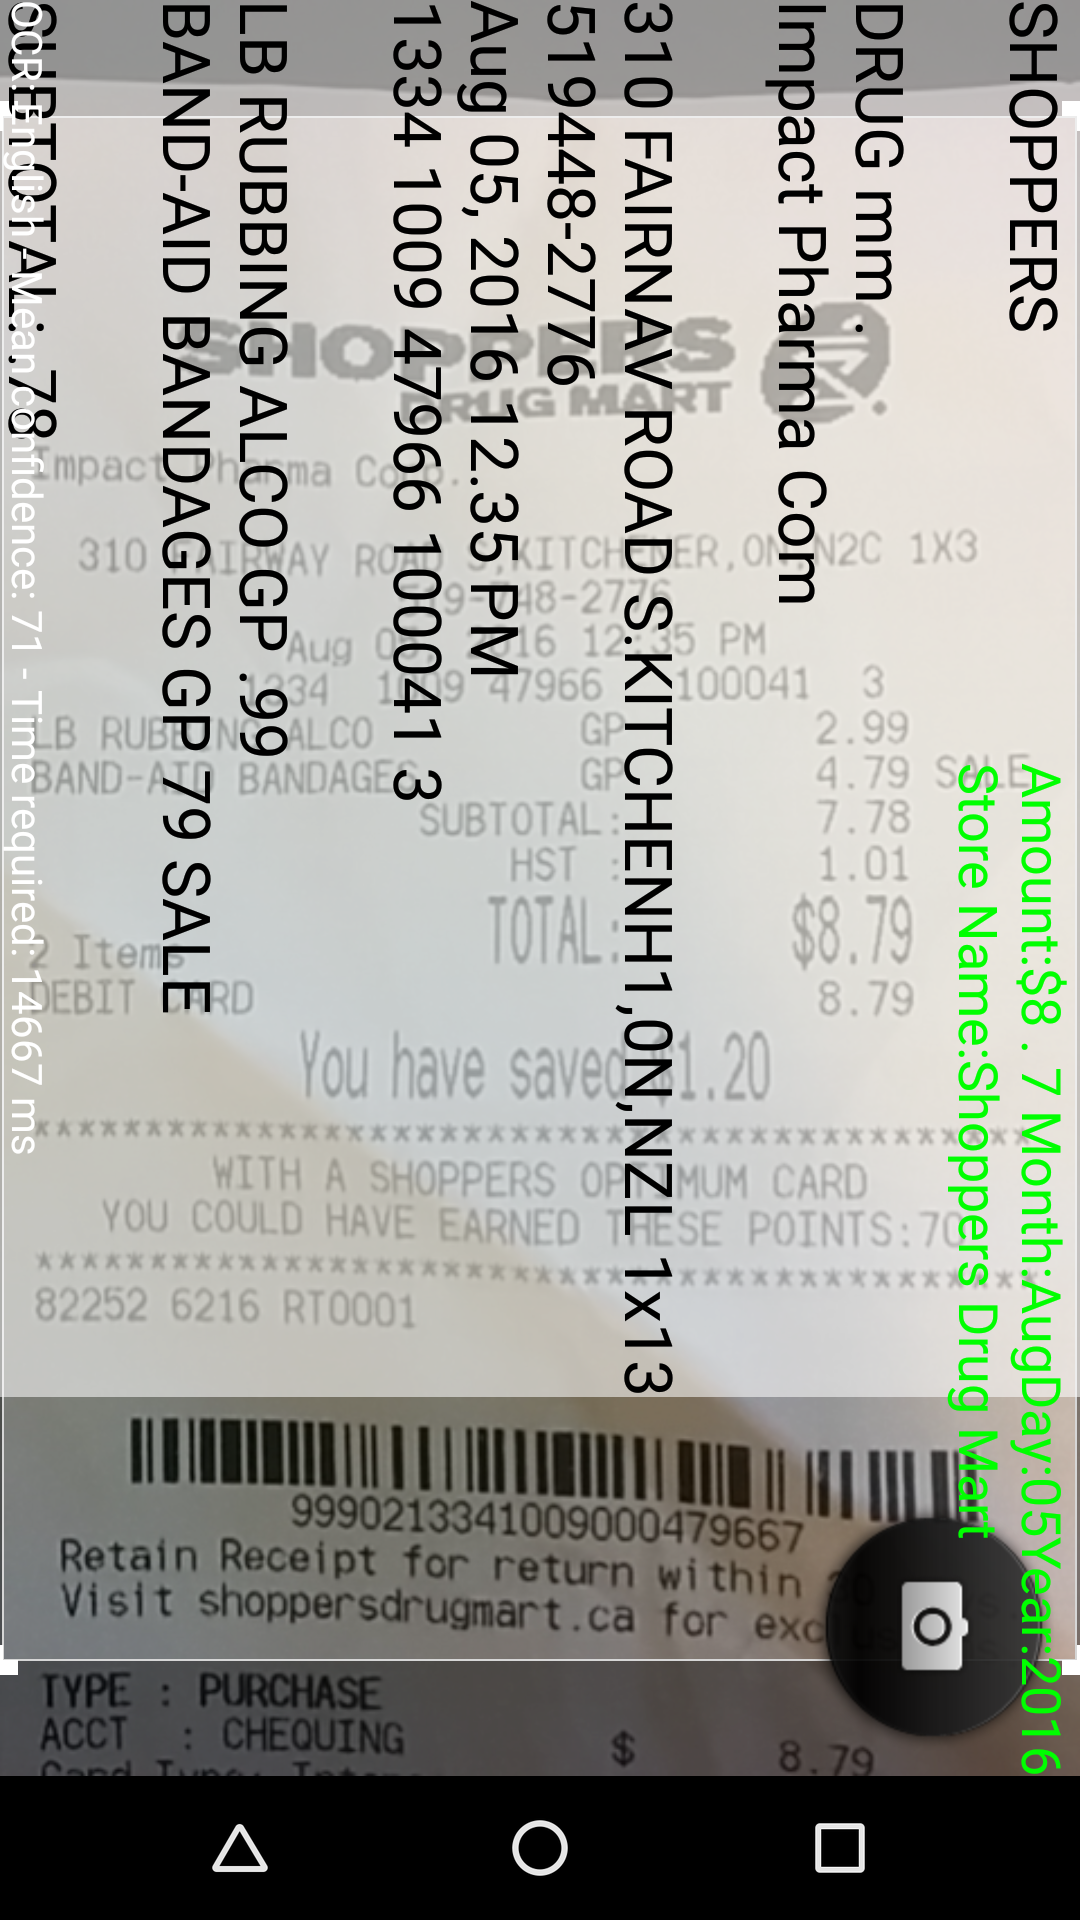 SHOPPERS
DRUG mm .
Impact Pharma Com
310 FAIRNAV ROAD S.KITCHENH1,0N,NZL 1x13
519448-2776
Aug 05, 2016 12.35 PM
1334 1009 47966 100041 3
LB RUBBING ALCO GP .99
BAND-AID BANDAGES GP 79 SALE
SUBTOTAL: , 78
OCR: English - Mean confidence: 71 - Time required: 14667 ms
Amount:$8 . 7 Month:AugDay:05Year:2016
Store Name:Shoppers Drug Mart
SHOPPERS
DRUG MART
Impact Pharma Corp.
310 FAIRWAY ROAD S,KITCHENER,ON N2C 1X3
519-748-2776
Aug 05, 2016 12:35 PM
1334 1009 47966 100041 3
LB RUBBING ALCO GP 2.99
BAND-AID BANDAGES GP 4.79 SALE
SUBTOTAL: 7.78
HST : 1.01
TOTAL: $8.79
2 Items
DEBIT CARD 8.79
You have saved $1.20
****************************************
WITH A SHOPPERS OPTIMUM CARD
YOU COULD HAVE EARNED THESE POINTS:70
****************************************
82252 6216 RT0001
9990213341009000479667
Retain Receipt for return within
Visit shoppersdrugmart.ca for
TYPE : PURCHASE
ACCT : CHEQUING $ 8.79
Card Type: